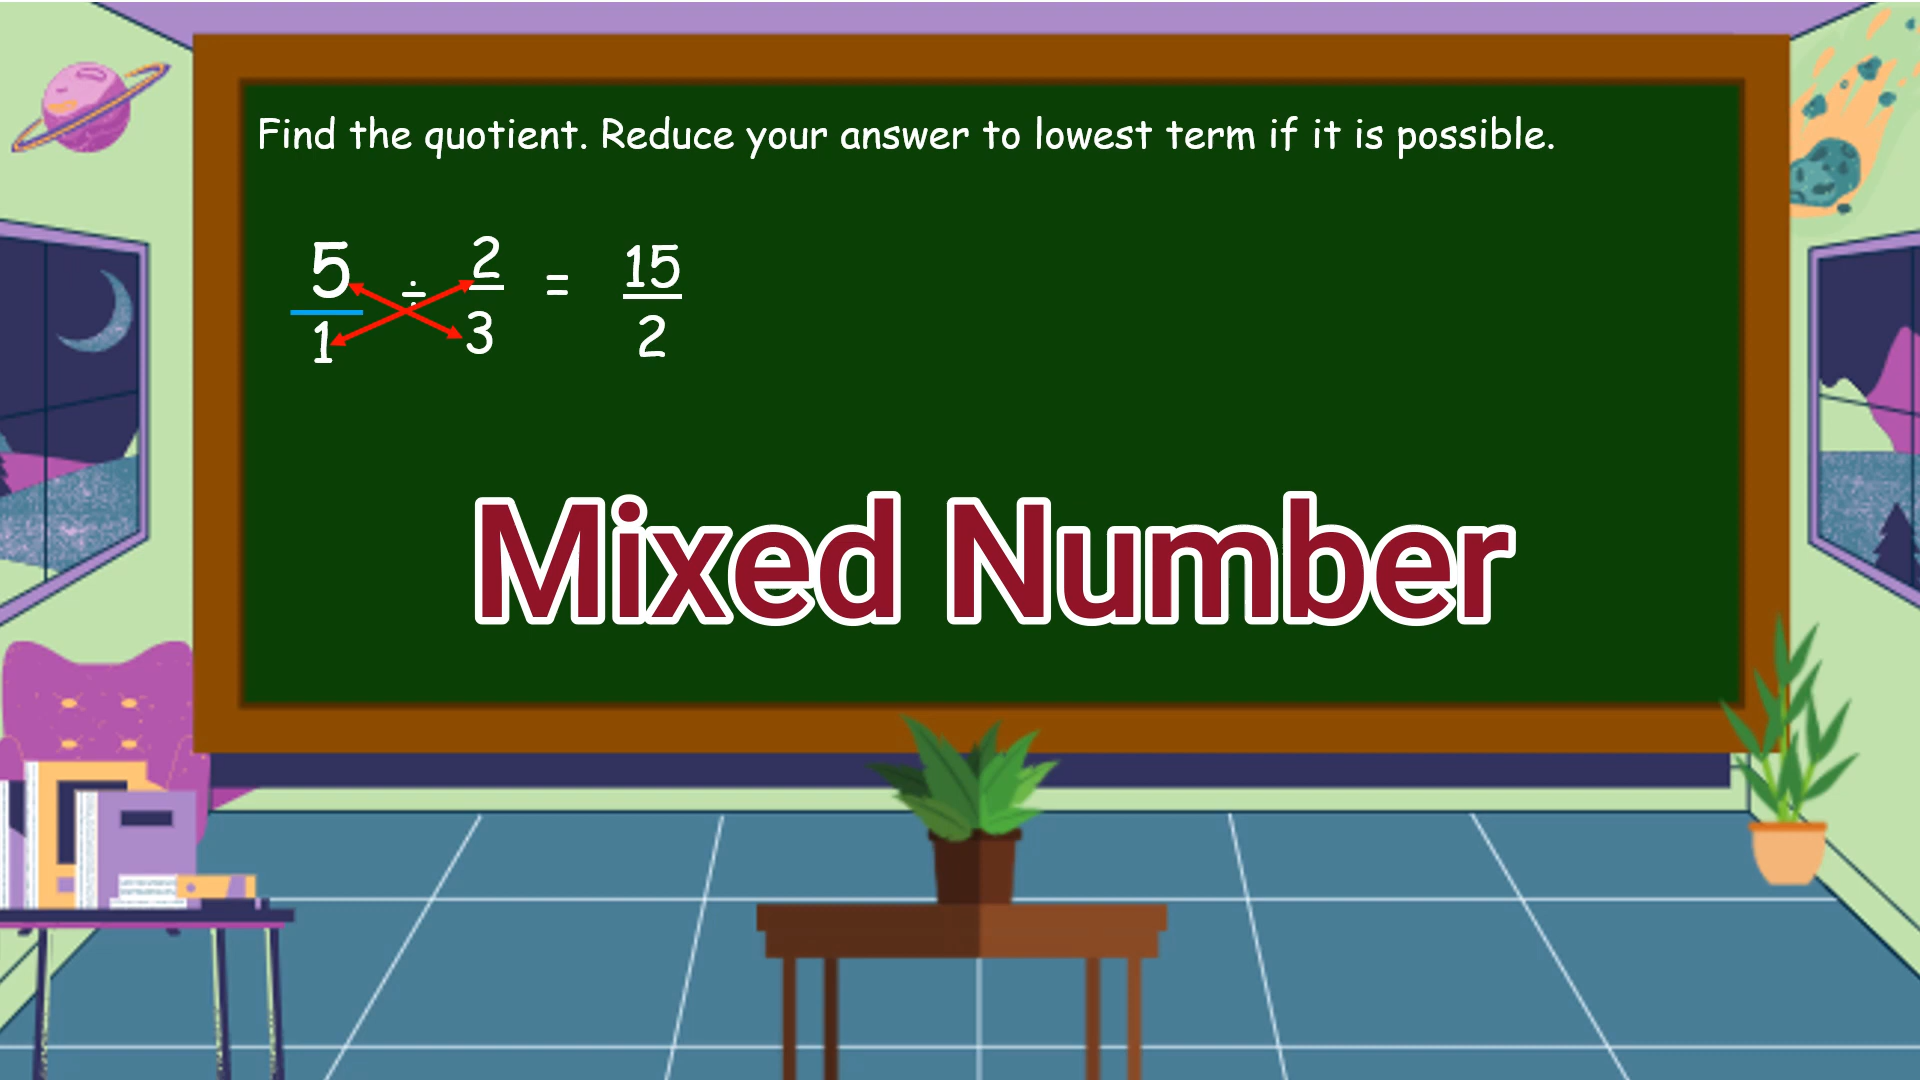 Find the quotient. Reduce your answer to lowest term if it is possible.
5/1 ÷ 2/3 = 15/2
Mixed Number